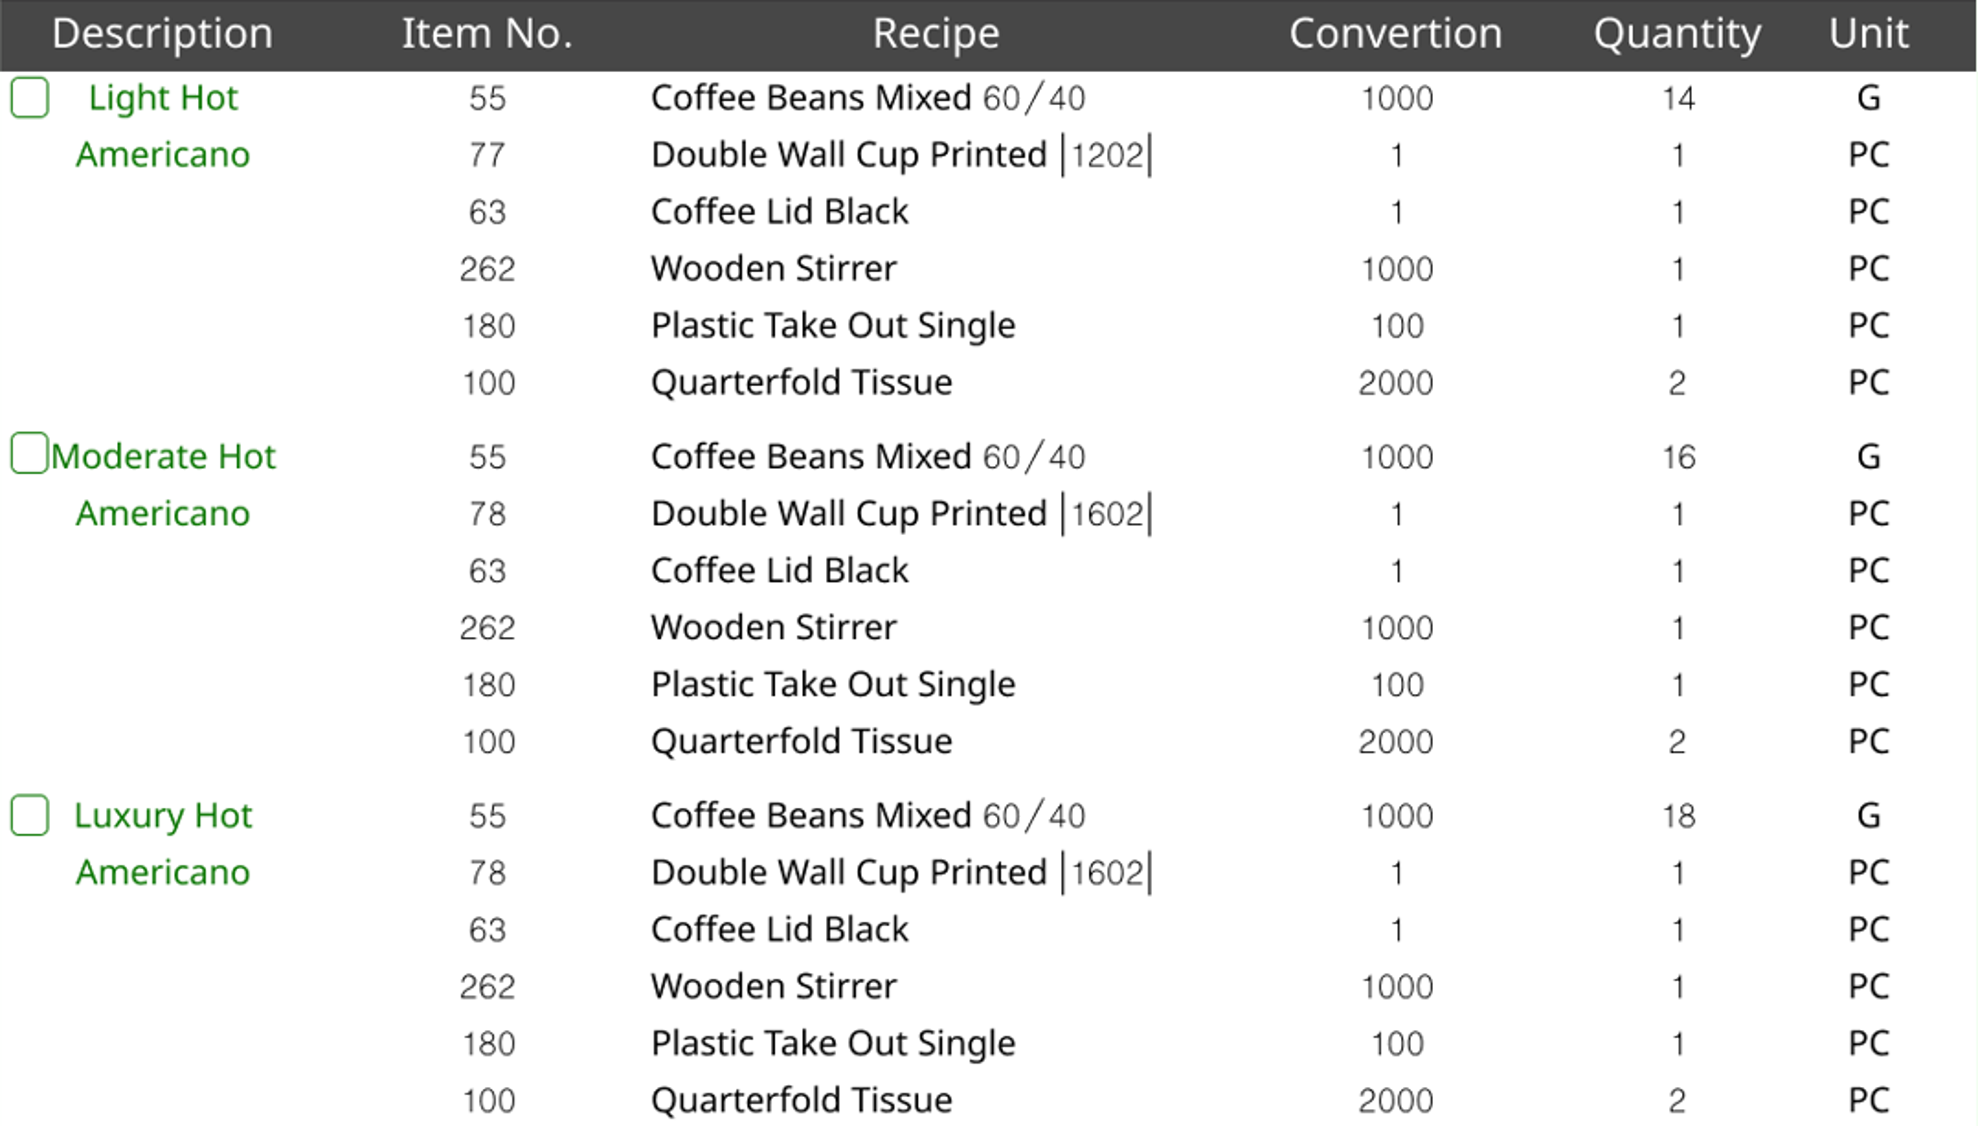 Description Item No. Recipe Convertion Quantity Unit
Light Hot 55 Coffee Beans Mixed 60/40 1000 14 G
Americano 77 Double Wall Cup Printed |1202| 1 1 PC
63 Coffee Lid Black 1 1 PC
262 Wooden Stirrer 1000 1 PC
180 Plastic Take Out Single 100 1 PC
100 Quarterfold Tissue 2000 2 PC
Moderate Hot 55 Coffee Beans Mixed 60/40 1000 16 G
Americano 78 Double Wall Cup Printed |1602| 1 1 PC
63 Coffee Lid Black 1 1 PC
262 Wooden Stirrer 1000 1 PC
180 Plastic Take Out Single 100 1 PC
100 Quarterfold Tissue 2000 2 PC
Luxury Hot 55 Coffee Beans Mixed 60/40 1000 18 G
Americano 78 Double Wall Cup Printed |1602| 1 1 PC
63 Coffee Lid Black 1 1 PC
262 Wooden Stirrer 1000 1 PC
180 Plastic Take Out Single 100 1 PC
100 Quarterfold Tissue 2000 2 PC